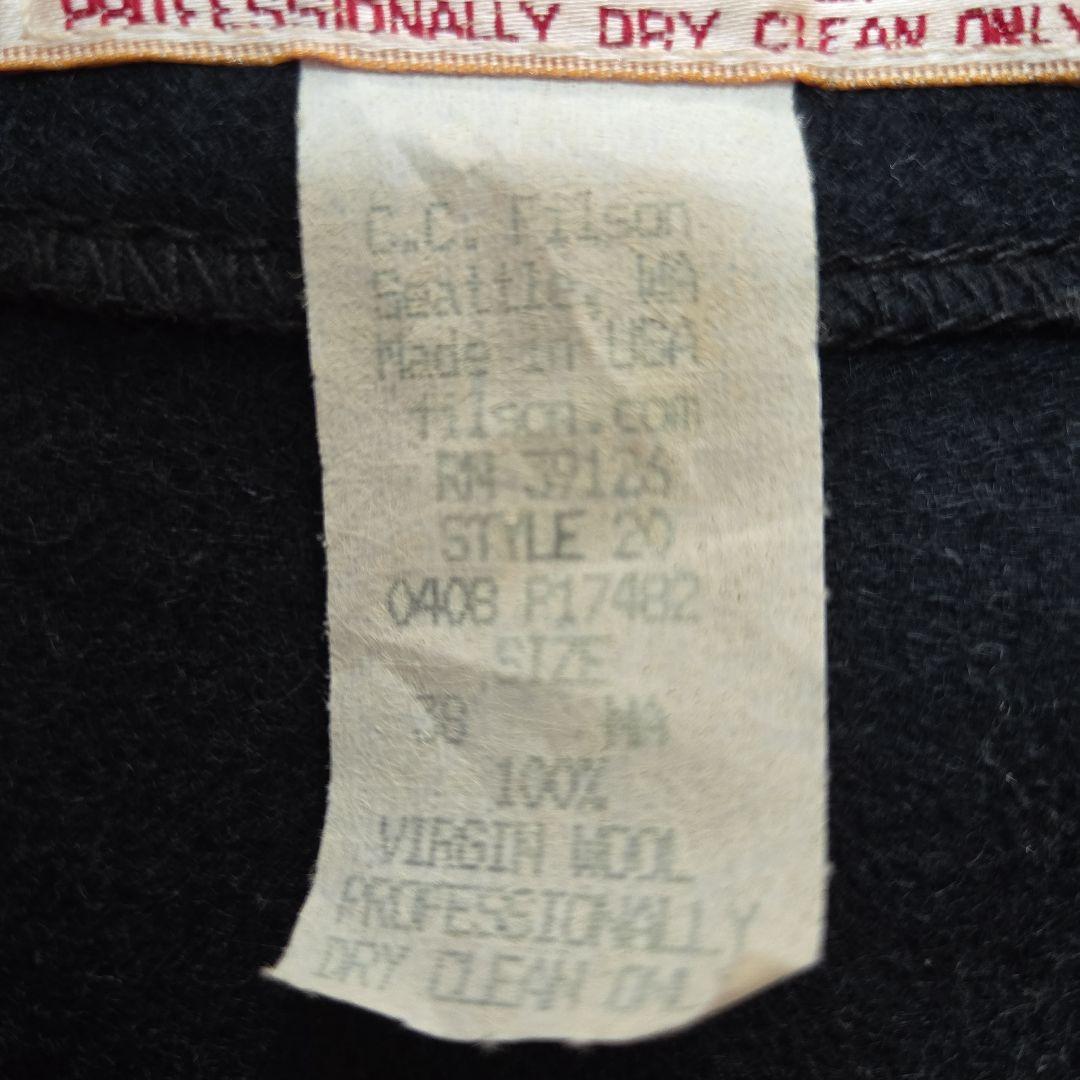 PROFESSIONALLY DRY CLEAN ONLY
C.C. Filson
Seattle, WA
Made in USA
filson.com
RN 39126
STYLE 20
0408 P17482
SIZE
38 NA
100%
VIRGIN WOOL
PROFESSIONALLY
DRY CLEAN ONL